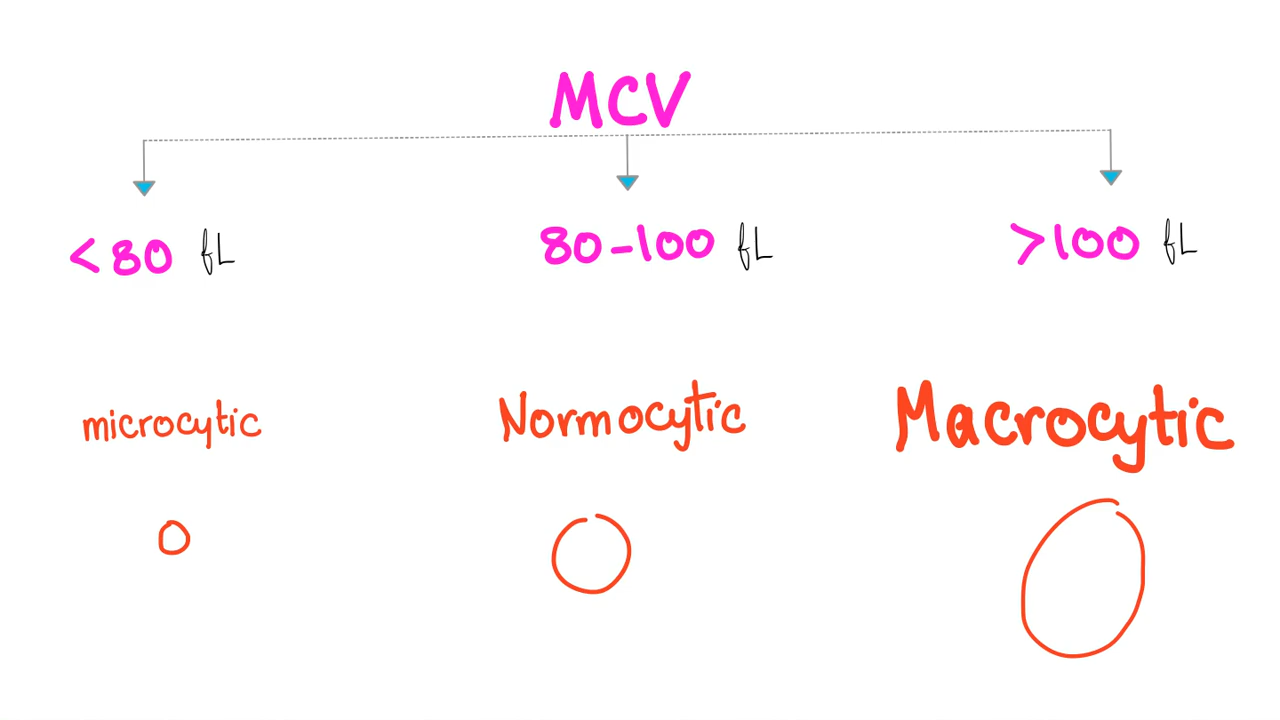 MCV
<80 fL
80-100 fL
>100 fL
microcytic
Normocytic
Macrocytic